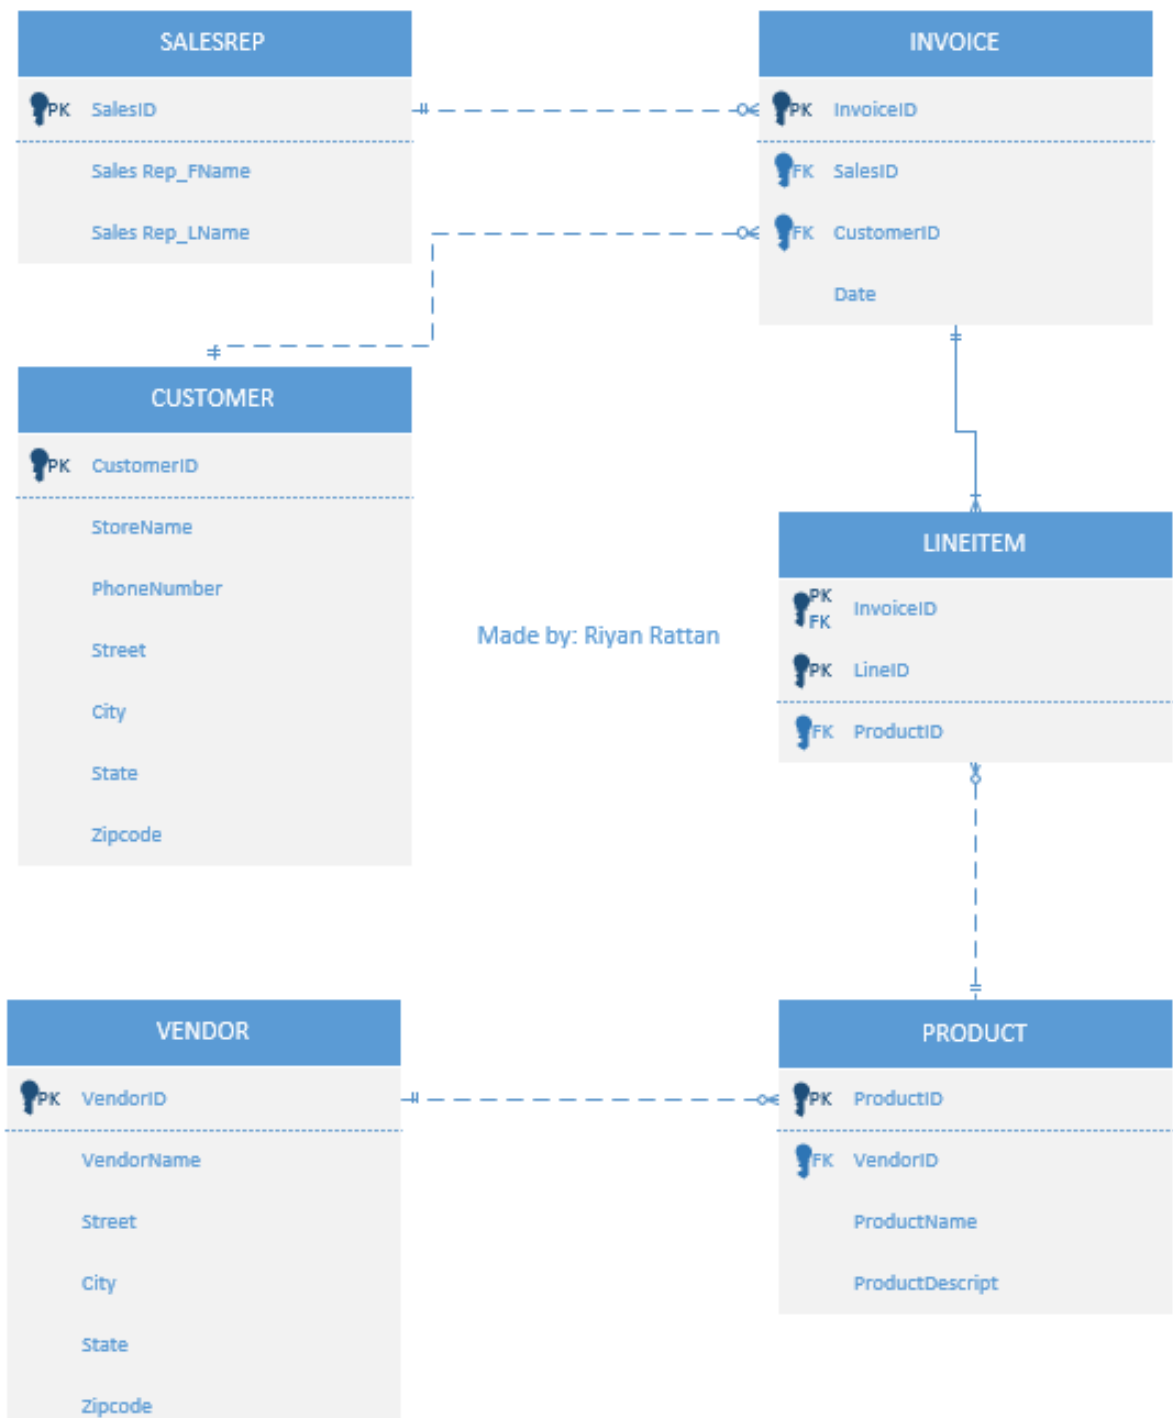 SALESREP
PK SalesID
Sales Rep_FName
Sales Rep_LName
INVOICE
PK InvoiceID
FK SalesID
FK CustomerID
Date
CUSTOMER
PK CustomerID
StoreName
PhoneNumber
Street
City
State
Zipcode
Made by: Riyan Rattan
LINEITEM
PK
FK InvoiceID
PK LineID
FK ProductID
VENDOR
PK VendorID
VendorName
Street
City
State
Zipcode
PRODUCT
PK ProductID
FK VendorID
ProductName
ProductDescript